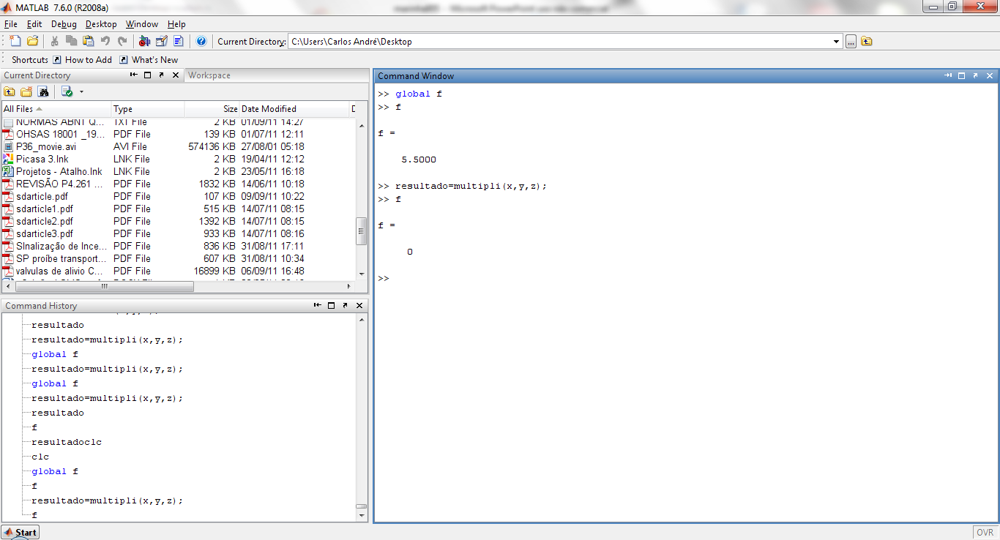 MATLAB 7.6.0 (R2008a)
File Edit Debug Desktop Window Help
Current Directory: C:\Users\Carlos André\Desktop ...
Shortcuts How to Add What's New
Current Directory Workspace
All Files Type Size Date Modified D
NORMAS ABNT Q... TXT File 2 KB 01/09/11 14:27
OHSAS 18001 _19... PDF File 139 KB 01/07/11 12:11
P36_movie.avi AVI File 574136 KB 27/08/01 05:18
Picasa 3.lnk LNK File 2 KB 19/04/11 12:12
Projetos - Atalho.lnk LNK File 2 KB 23/05/11 16:18
REVISÃO P4.261 ... PDF File 1832 KB 14/06/11 10:18
sdarticle.pdf PDF File 107 KB 09/09/11 10:22
sdarticle1.pdf PDF File 515 KB 14/07/11 08:15
sdarticle2.pdf PDF File 1392 KB 14/07/11 08:15
sdarticle3.pdf PDF File 933 KB 14/07/11 08:16
SInalização de Ince... PDF File 836 KB 31/08/11 17:11
SP proíbe transport... PDF File 607 KB 31/08/11 10:34
valvulas de alivio C... PDF File 16899 KB 06/09/11 16:48
Command History
resultado
resultado=multipli(x,y,z);
global f
resultado=multipli(x,y,z);
global f
resultado=multipli(x,y,z);
resultado
f
resultadoclc
clc
global f
f
resultado=multipli(x,y,z);
f
Command Window
>> global f
>> f
f =
5.5000
>> resultado=multipli(x,y,z);
>> f
f =
0
>>
Start
OVR